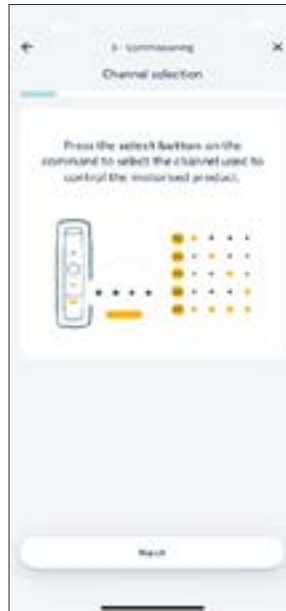 Commissioning
Channel selection
Press the select button on the
command to select the channel used to
control the motorised product.
Next